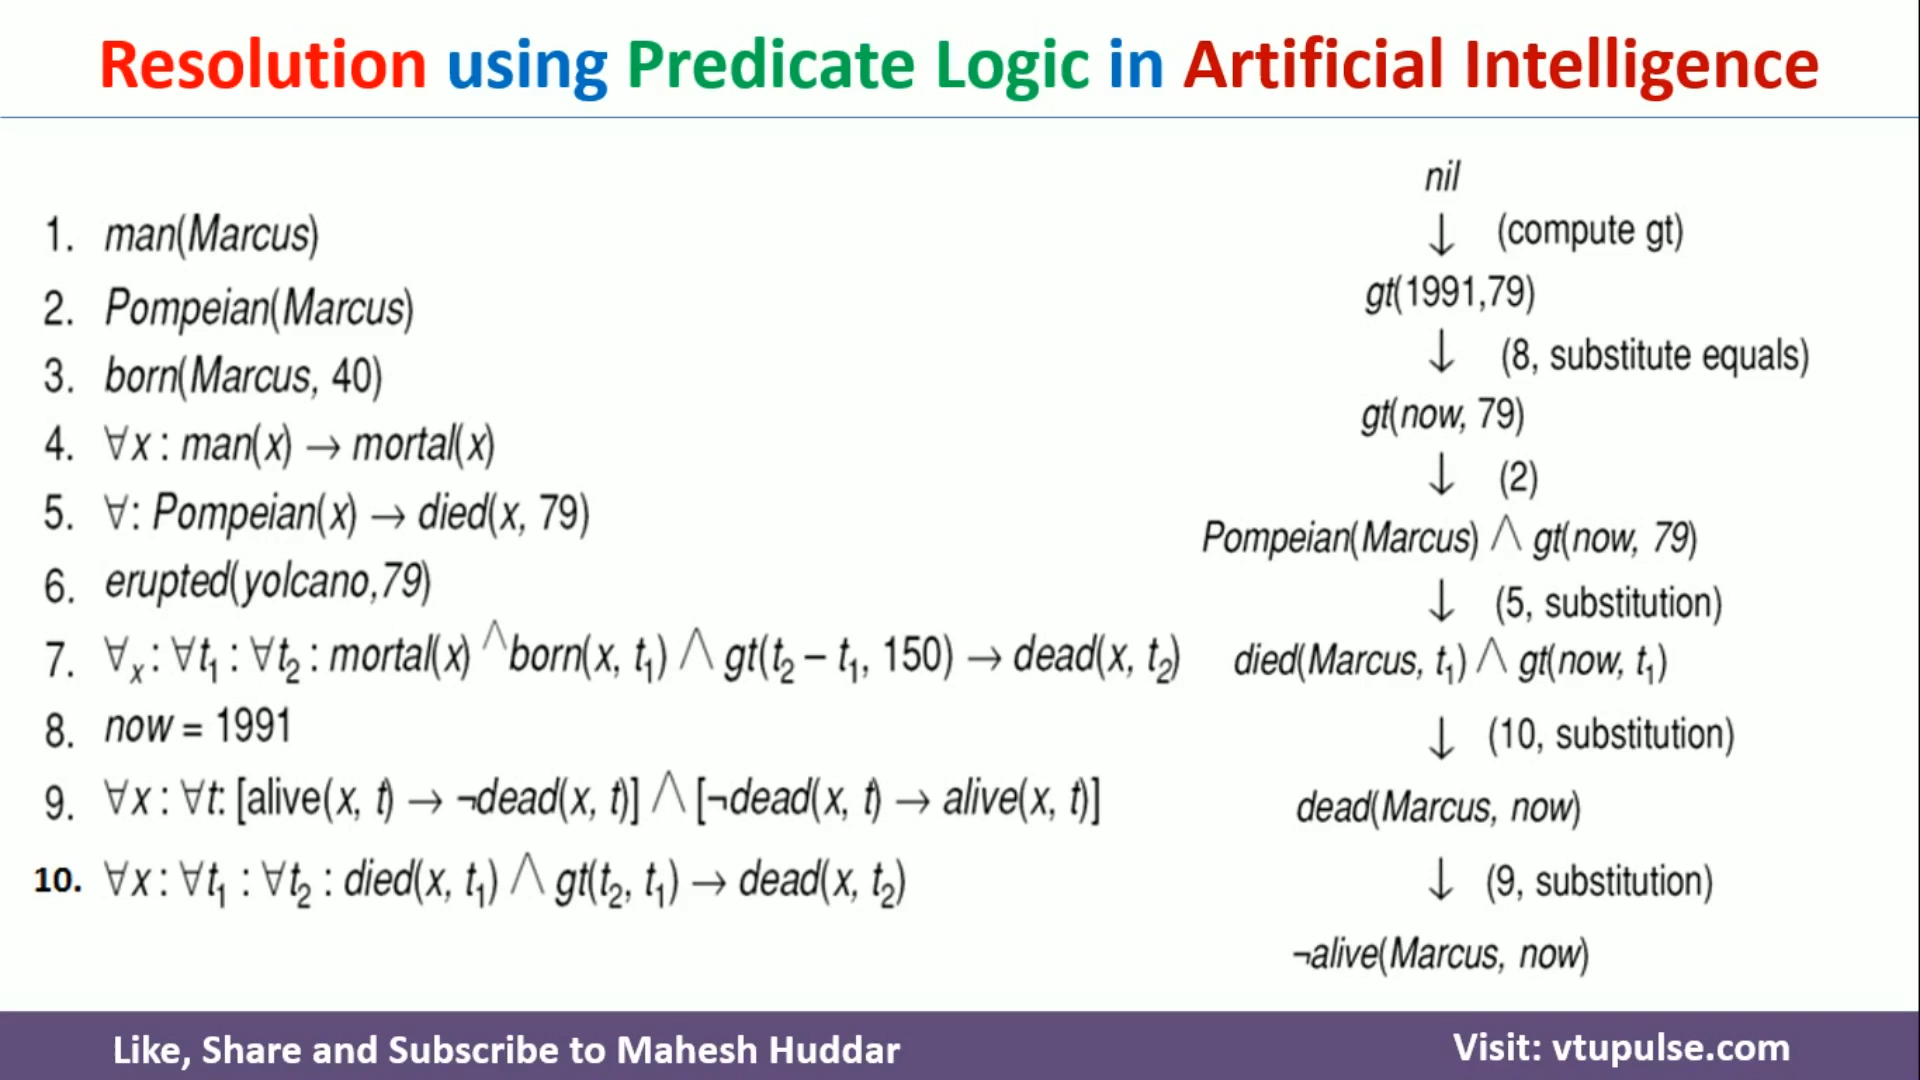 Resolution using Predicate Logic in Artificial Intelligence
1. man(Marcus)
2. Pompeian(Marcus)
3. born(Marcus, 40)
4. ∀x : man(x) → mortal(x)
5. ∀: Pompeian(x) → died(x, 79)
6. erupted(yolcano,79)
7. ∀ₓ : ∀t₁ : ∀t₂ : mortal(x) ^ born(x, t₁) ∧ gt(t₂ – t₁, 150) → dead(x, t₂)
8. now = 1991
9. ∀x : ∀t: [alive(x, t) → ¬dead(x, t)] ∧ [¬dead(x, t) → alive(x, t)]
10. ∀x : ∀t₁ : ∀t₂ : died(x, t₁) ∧ gt(t₂, t₁) → dead(x, t₂)
nil
↓ (compute gt)
gt(1991,79)
↓ (8, substitute equals)
gt(now, 79)
↓ (2)
Pompeian(Marcus) ∧ gt(now, 79)
↓ (5, substitution)
died(Marcus, t₁) ∧ gt(now, t₁)
↓ (10, substitution)
dead(Marcus, now)
↓ (9, substitution)
¬alive(Marcus, now)
Like, Share and Subscribe to Mahesh Huddar
Visit: vtupulse.com